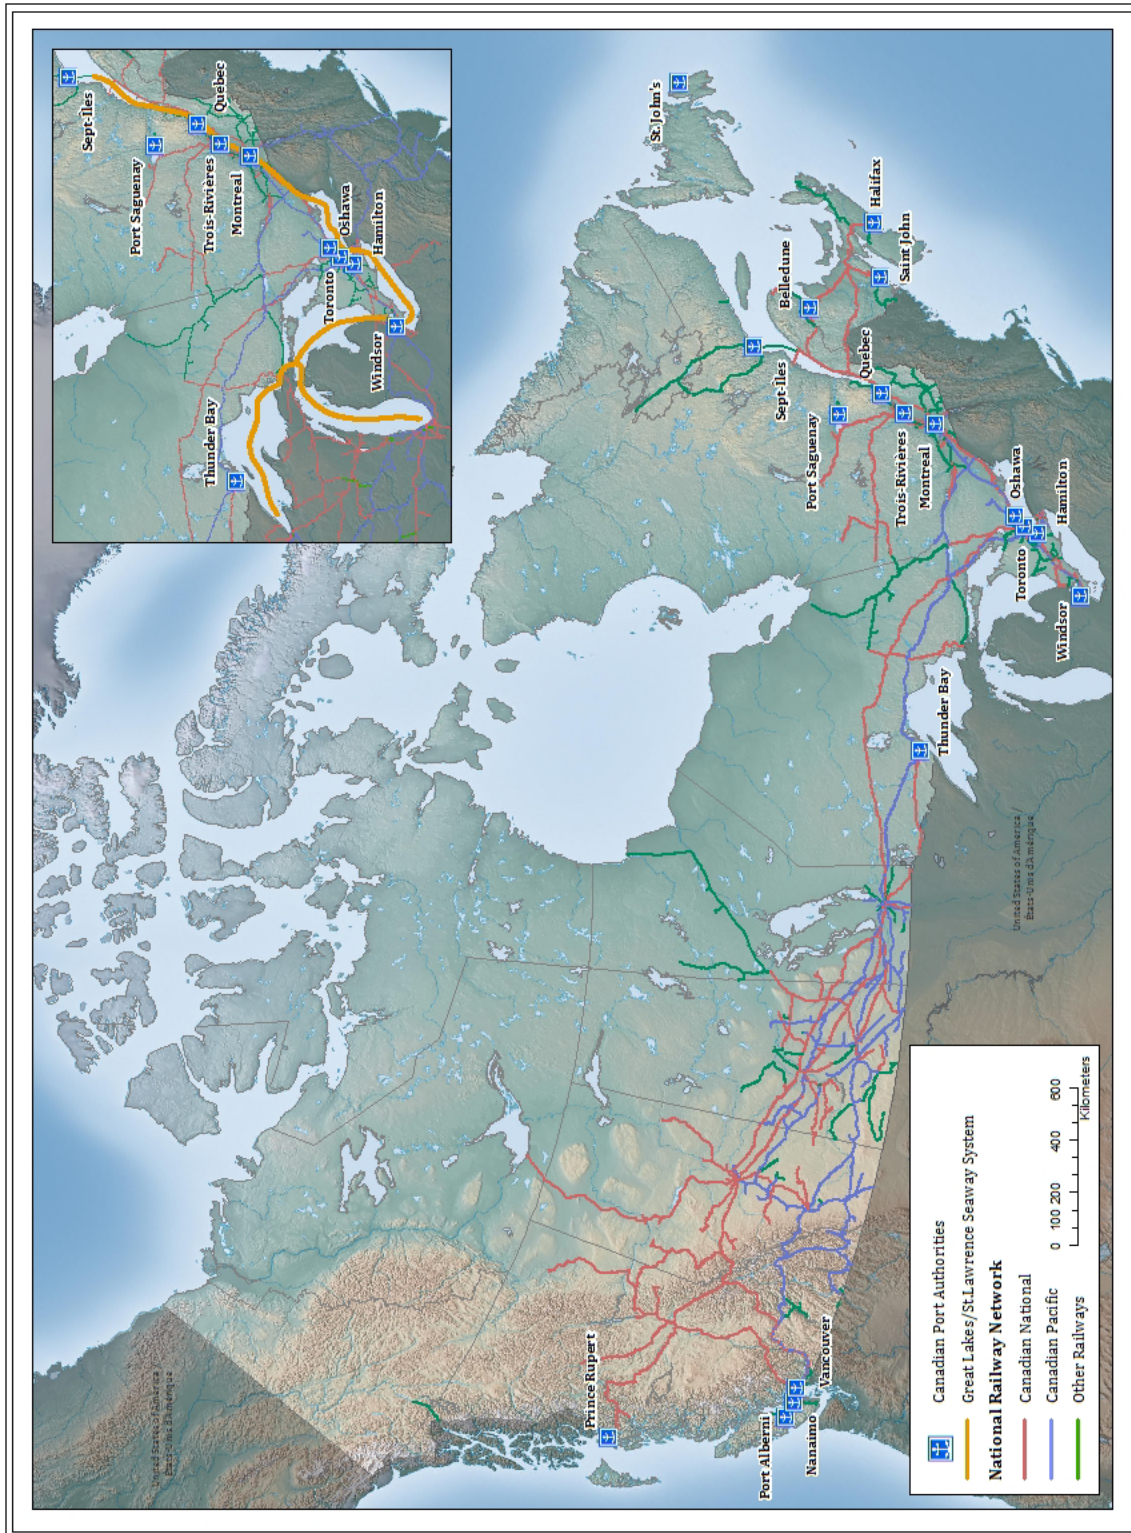 Sept-Iles
Port Saguenay
Quebec
Trois-Rivières
Montreal
Oshawa
Toronto
Hamilton
Windsor
Thunder Bay
United States of America /
États-Unis d'Amérique
St. John's
Prince Rupert
Port Alberni
Nanaimo
Vancouver
Thunder Bay
Windsor
Toronto
Hamilton
Oshawa
Montreal
Trois-Rivières
Port Saguenay
Quebec
Sept-Iles
Belledune
Saint John
Halifax
United States of America /
États-Unis d'Amérique
Canadian Port Authorities
Great Lakes/St.Lawrence Seaway System
National Railway Network
Canadian National
Canadian Pacific
Other Railways
0 100 200 400 600
Kilometers